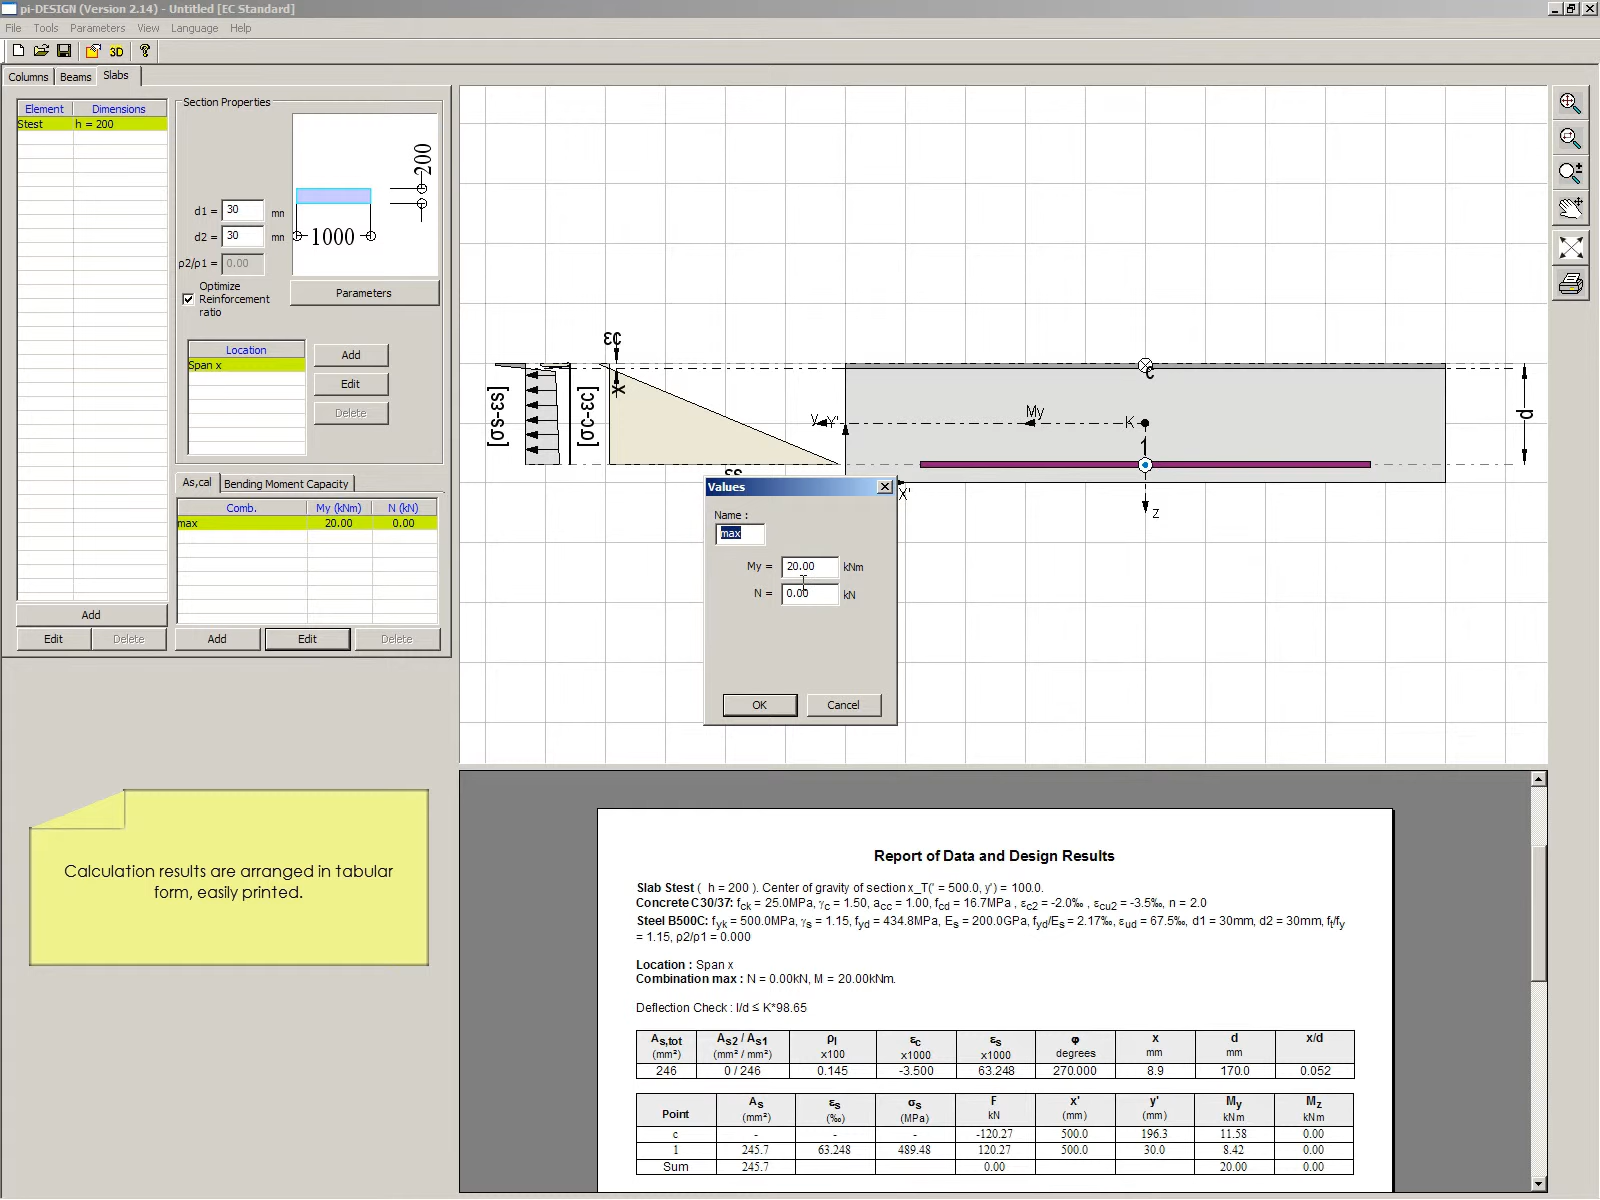 pi-DESIGN (Version 2.14) - Untitled [EC Standard]
File Tools Parameters View Language Help
3D ?
Columns Beams Slabs
Element Dimensions
Stest h = 200
Add
Edit Delete
Section Properties
200
1000
d1 = 30 mn
d2 = 30 mn
ρ2/ρ1 = 0.00
Optimize
Reinforcement
ratio
Parameters
Location
Span x
Add
Edit
Delete
As,cal Bending Moment Capacity
Comb. My (kNm) N (kN)
max 20.00 0.00
Add Edit Delete
Calculation results are arranged in tabular
form, easily printed.
εc
x
[σs-εs]
[σc-εc]
εs
y Y'
My
K
c
1
d
X'
z
Values
Name :
max
My = 20.00 kNm
N = 0.00 kN
OK Cancel
Report of Data and Design Results
Slab Stest ( h = 200 ). Center of gravity of section x_T(' = 500.0, y') = 100.0.
Concrete C30/37: fck = 25.0MPa, γc = 1.50, acc = 1.00, fcd = 16.7MPa , εc2 = -2.0‰ , εcu2 = -3.5‰, n = 2.0
Steel B500C: fyk = 500.0MPa, γs = 1.15, fyd = 434.8MPa, Es = 200.0GPa, fyd/Es = 2.17‰, εud = 67.5‰, d1 = 30mm, d2 = 30mm, ft/fy
= 1.15, ρ2/ρ1 = 0.000
Location : Span x
Combination max : N = 0.00kN, M = 20.00kNm.
Deflection Check : l/d ≤ K*98.65
As,tot As2 / As1 ρl εc εs φ x d x/d
(mm²) (mm² / mm²) x100 x1000 x1000 degrees mm mm
246 0 / 246 0.145 -3.500 63.248 270.000 8.9 170.0 0.052
Point As εs σs F x' y' My Mz
(mm²) (‰) (MPa) kN (mm) (mm) kNm kNm
c - - - -120.27 500.0 196.3 11.58 0.00
1 245.7 63.248 489.48 120.27 500.0 30.0 8.42 0.00
Sum 245.7 0.00 20.00 0.00